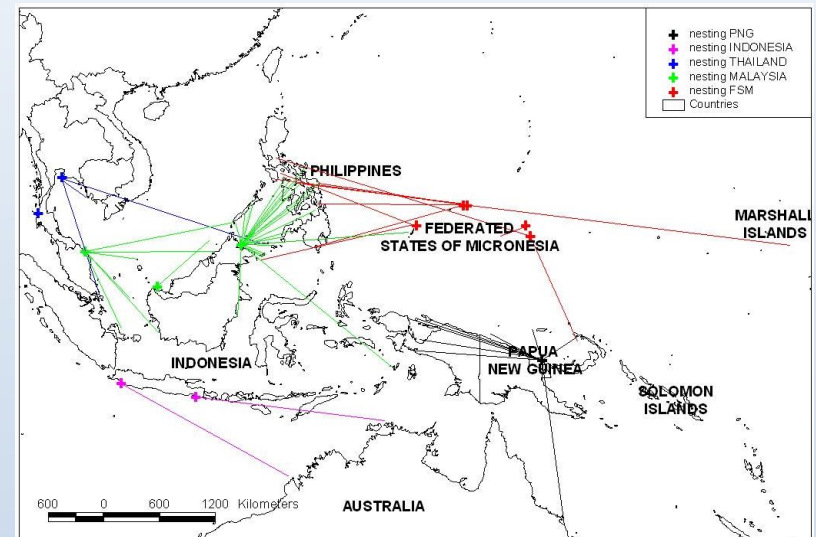 nesting PNG
nesting INDONESIA
nesting THAILAND
nesting MALAYSIA
nesting FSM
Countries
PHILIPPINES
MARSHALL
ISLANDS
FEDERATED
STATES OF MICRONESIA
PAPUA
NEW GUINEA
INDONESIA
SOLOMON
ISLANDS
AUSTRALIA
600 0 600 1200 Kilometers